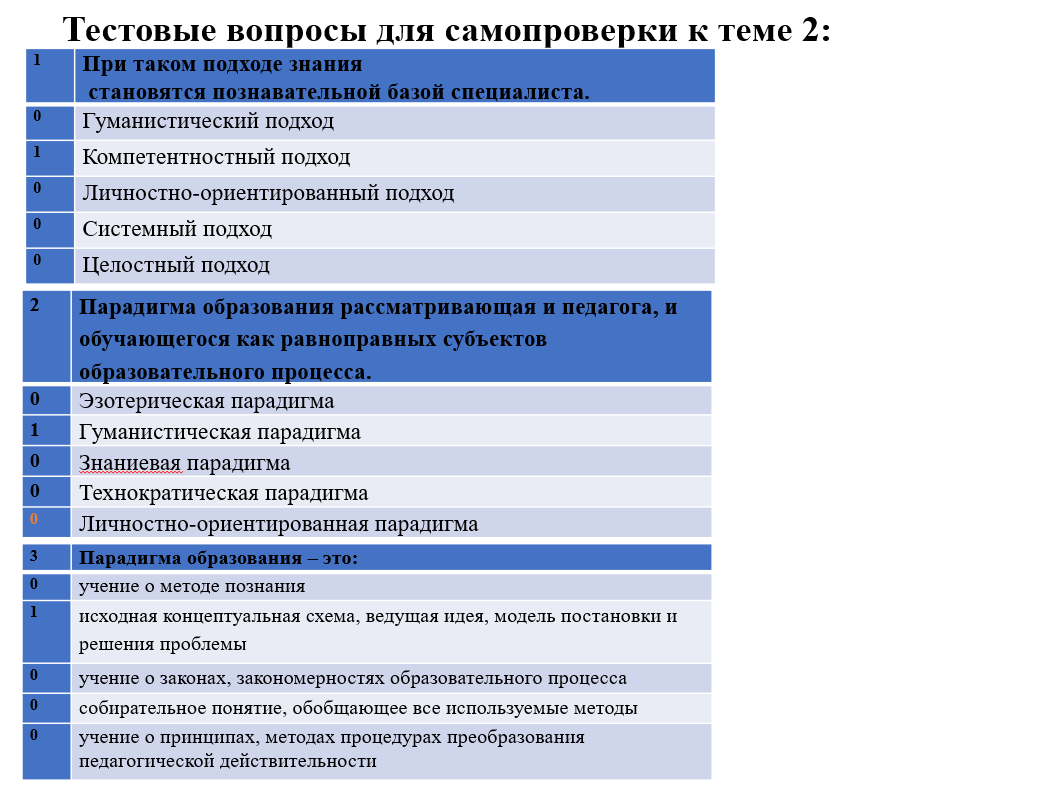 Тестовые вопросы для самопроверки к теме 2:
1 При таком подходе знания
становятся познавательной базой специалиста.
0 Гуманистический подход
1 Компетентностный подход
0 Личностно-ориентированный подход
0 Системный подход
0 Целостный подход
2 Парадигма образования рассматривающая и педагога, и
обучающегося как равноправных субъектов
образовательного процесса.
0 Эзотерическая парадигма
1 Гуманистическая парадигма
0 Знаниевая парадигма
0 Технократическая парадигма
0 Личностно-ориентированная парадигма
3 Парадигма образования – это:
0 учение о методе познания
1 исходная концептуальная схема, ведущая идея, модель постановки и
решения проблемы
0 учение о законах, закономерностях образовательного процесса
0 собирательное понятие, обобщающее все используемые методы
0 учение о принципах, методах процедурах преобразования
педагогической действительности